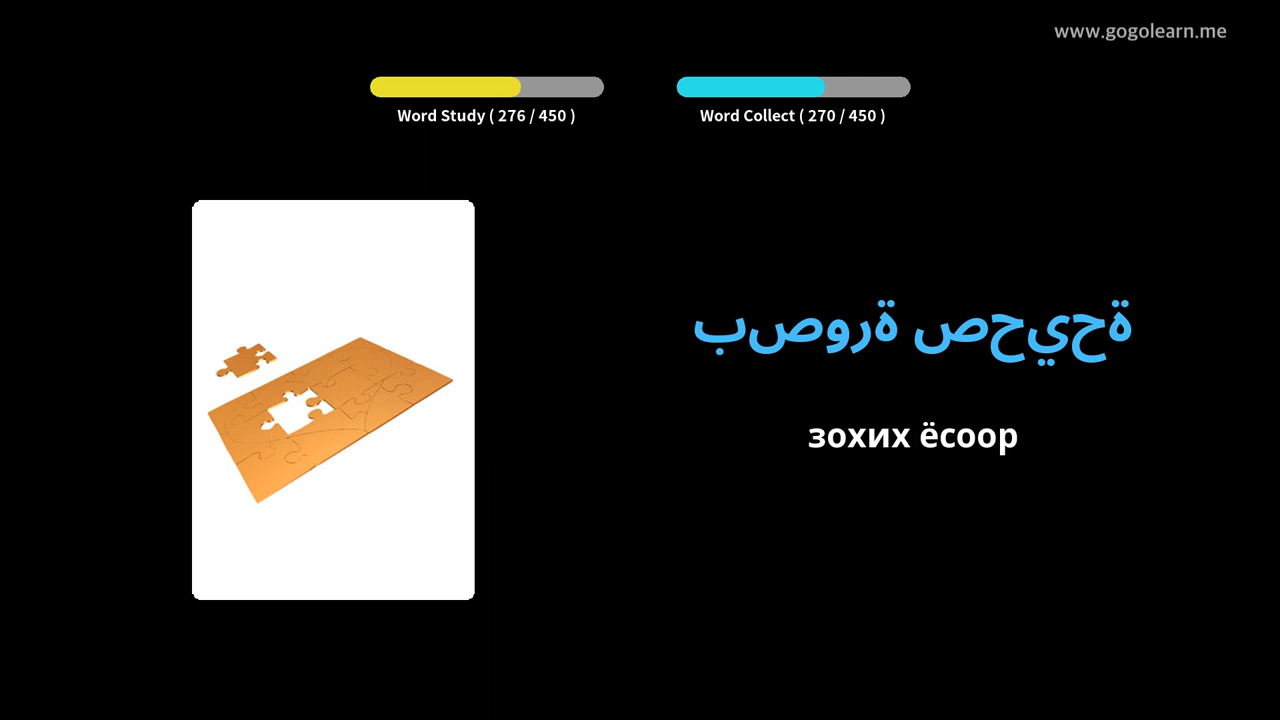 www.gogolearn.me
Word Study ( 276 / 450 )
Word Collect ( 270 / 450 )
بصورة صحيحة
зохих ёсоор